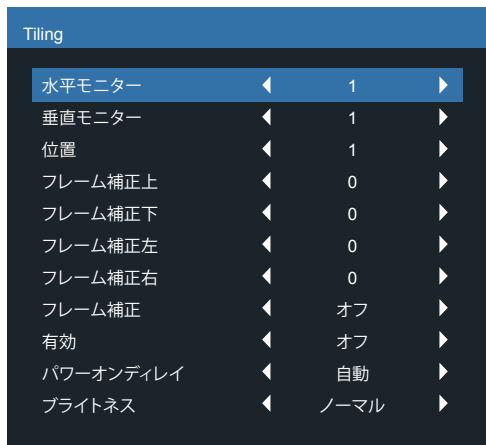 Tiling
水平モニター 1
垂直モニター 1
位置 1
フレーム補正上 0
フレーム補正下 0
フレーム補正左 0
フレーム補正右 0
フレーム補正 オフ
有効 オフ
パワーオンディレイ 自動
ブライトネス ノーマル